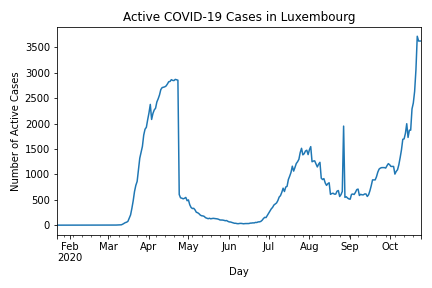 Active COVID-19 Cases in Luxembourg
Number of Active Cases
3500
3000
2500
2000
1500
1000
500
0
Feb Mar Apr May Jun Jul Aug Sep Oct
2020
Day